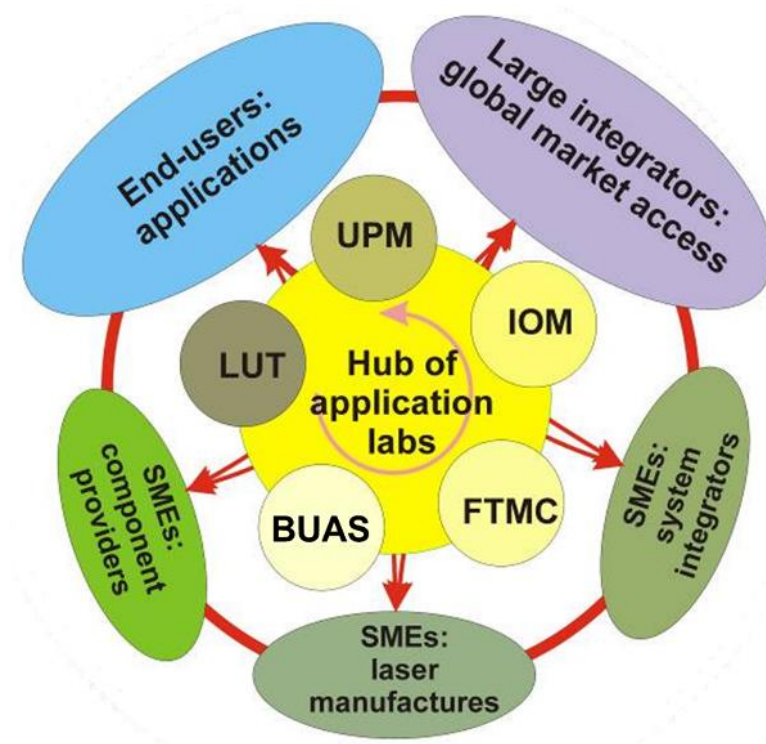 End-users:
applications
Large integrators:
global market
access
UPM
IOM
LUT
Hub of
application
labs
BUAS
FTMC
SMEs:
component
providers
SMEs:
system
integrators
SMEs:
laser
manufactures